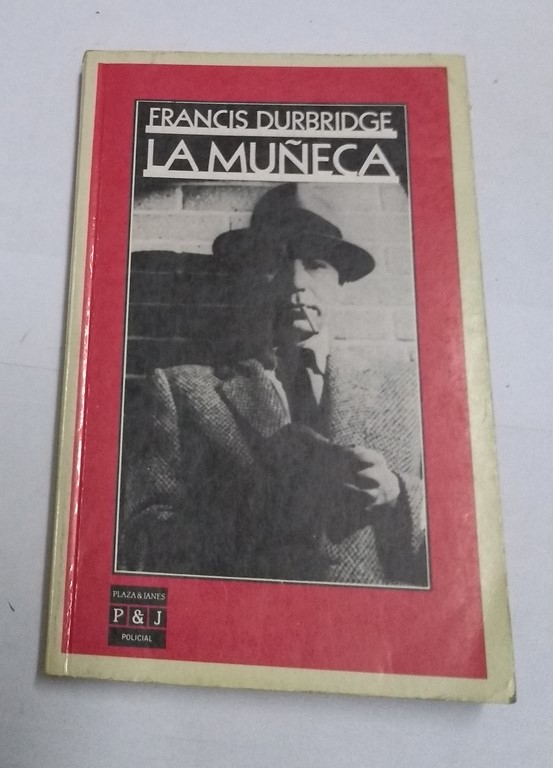 FRANCIS DURBRIDGE
LA MUÑECA
PLAZA & JANES
P & J
POLICIAL